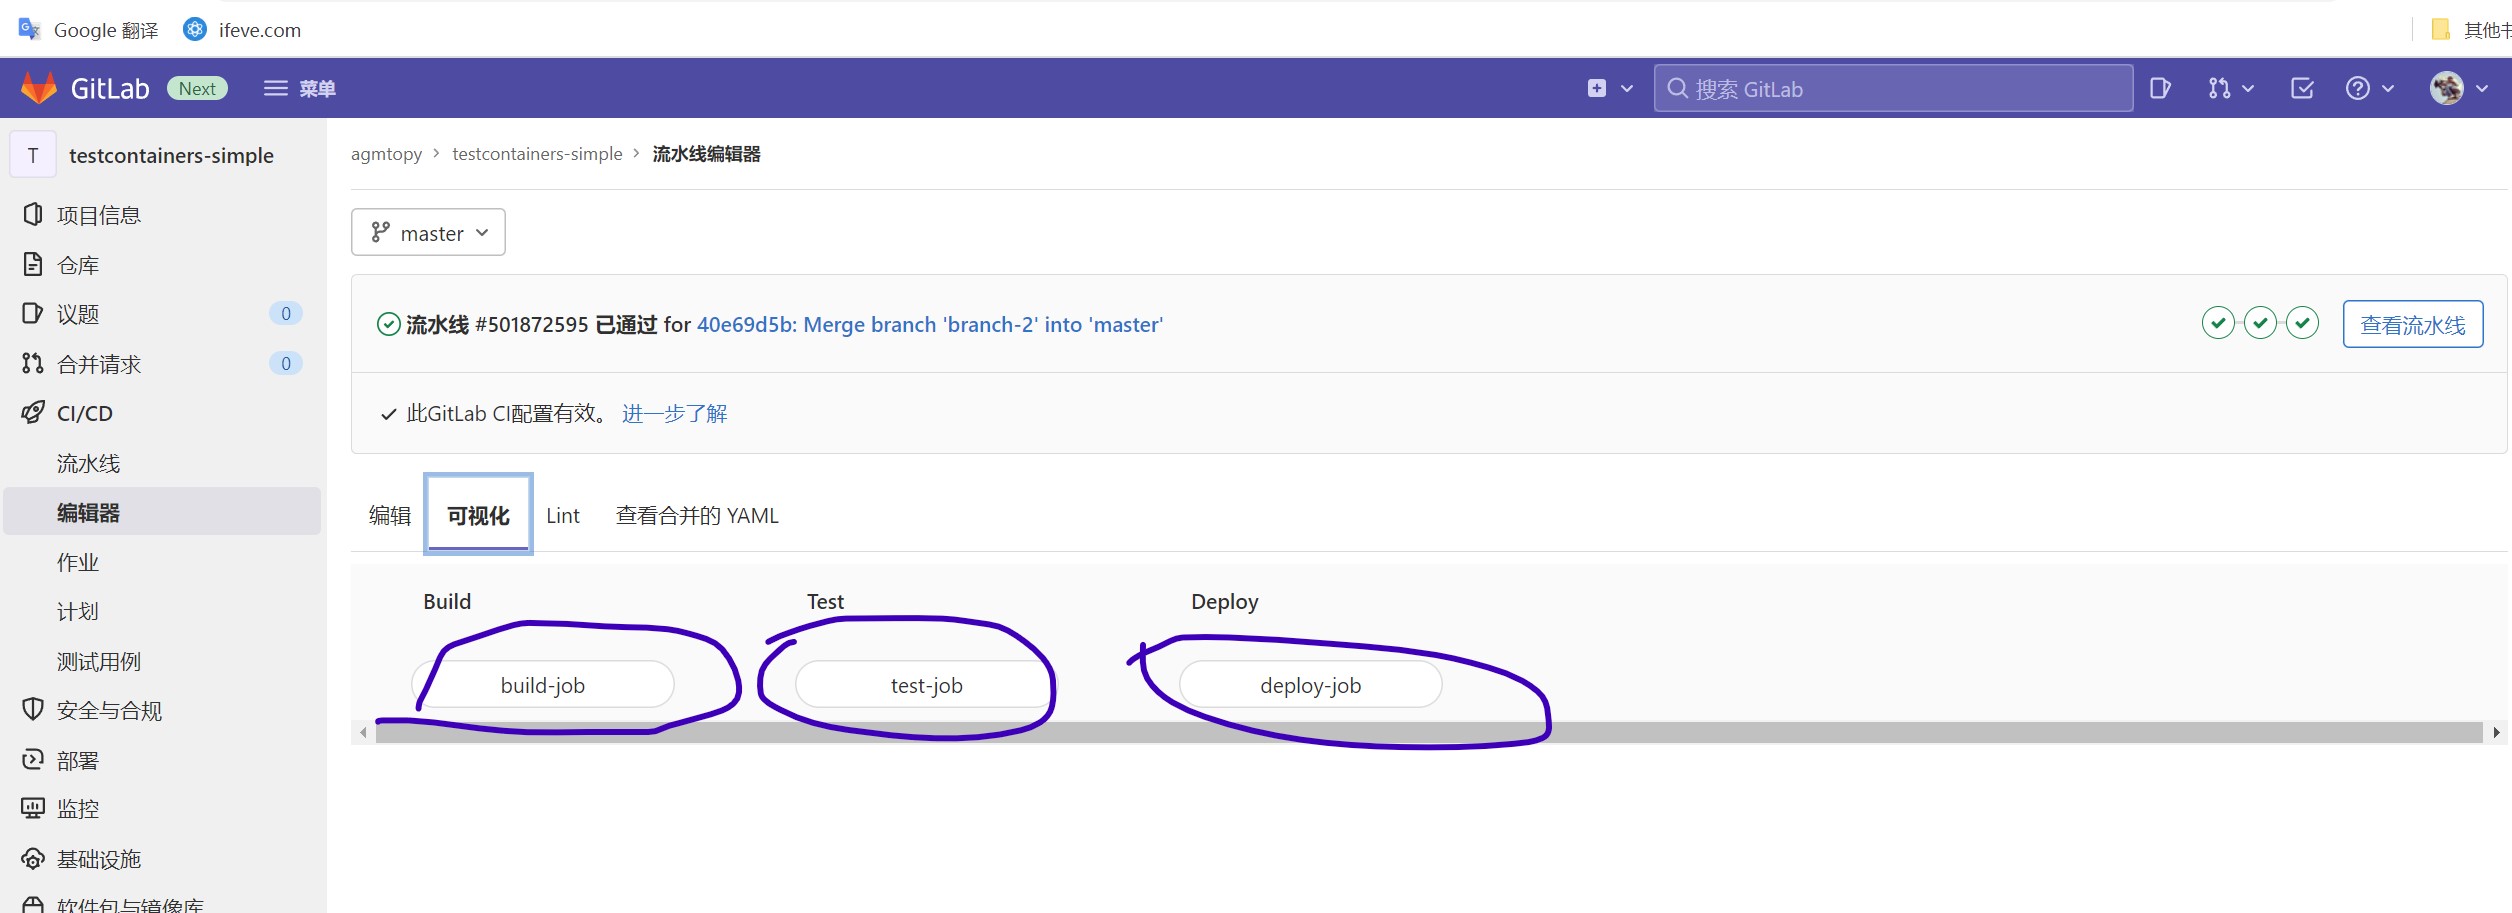 Google 翻译 ifeve.com 其他书
GitLab Next 菜单 搜索 GitLab
T testcontainers-simple
项目信息
仓库
议题 0
合并请求 0
CI/CD
流水线
编辑器
作业
计划
测试用例
安全与合规
部署
监控
基础设施
软件包与镜像库
agmtopy > testcontainers-simple > 流水线编辑器
master
流水线 #501872595 已通过 for 40e69d5b: Merge branch 'branch-2' into 'master' 查看流水线
此GitLab CI配置有效。 进一步了解
编辑 可视化 Lint 查看合并的 YAML
Build Test Deploy
build-job test-job deploy-job